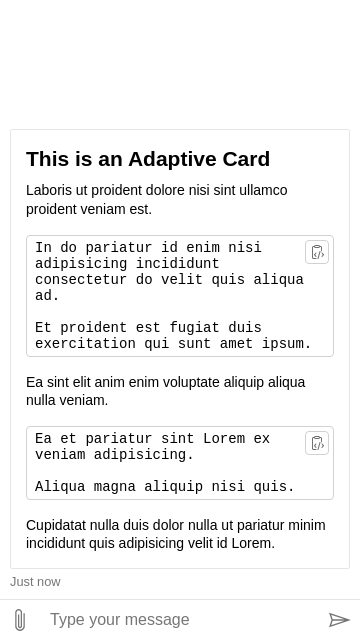 This is an Adaptive Card
Laboris ut proident dolore nisi sint ullamco
proident veniam est.
In do pariatur id enim nisi
adipisicing incididunt
consectetur do velit quis aliqua
ad.
Et proident est fugiat duis
exercitation qui sunt amet ipsum.
Ea sint elit anim enim voluptate aliquip aliqua
nulla veniam.
Ea et pariatur sint Lorem ex
veniam adipisicing.
Aliqua magna aliquip nisi quis.
Cupidatat nulla duis dolor nulla ut pariatur minim
incididunt quis adipisicing velit id Lorem.
Just now
Type your message